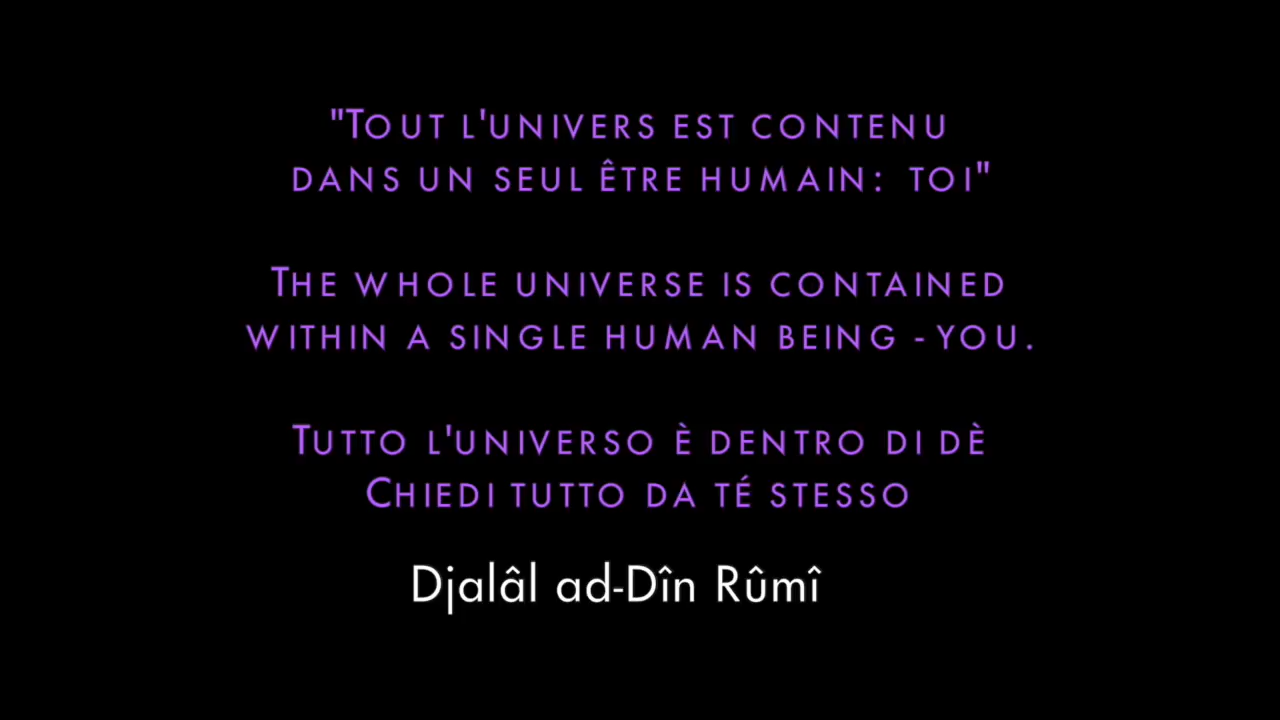 "Tout l'univers est contenu
dans un seul être humain: toi"
The whole universe is contained
within a single human being - you.
Tutto l'universo è dentro di dè
Chiedi tutto da té stesso
Djalâl ad-Dîn Rûmî